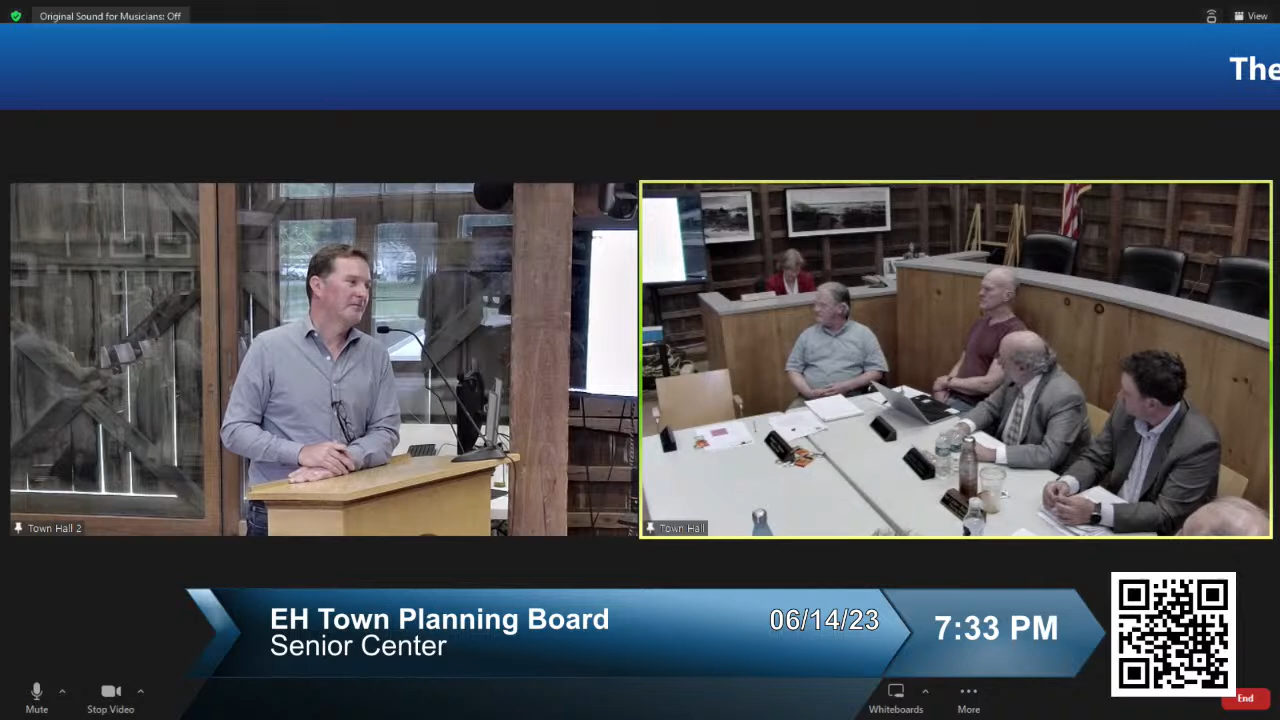 Original Sound for Musicians: Off
View
The
Town Hall 2
Town Hall
EH Town Planning Board
Senior Center
06/14/23
7:33 PM
Mute
Stop Video
Whiteboards
More
End